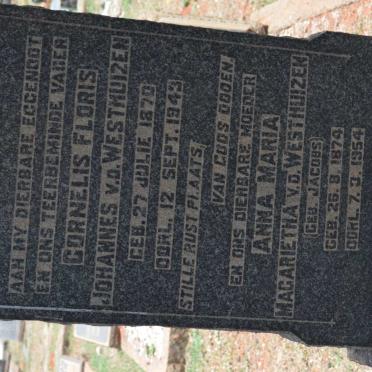 AAN MY DIERBARE EGGENOOT
EN ONS TEERBEMINDE VADER
CORNELIS FLORIS
JOHANNES V.D. WESTHUIZEN
GEB. 27 JULIE 1870
OORL. 12 SEPT. 1943
STILLE RUST PLAATS
VAN GODS DODEN
EN ONS DIERBARE MOEDER
ANNA MARIA
MAGARIETHA V.D. WESTHUIZEN
(GEB. JACOBS)
GEB. 26. 8. 1874
OORL. 7. 3. 1954